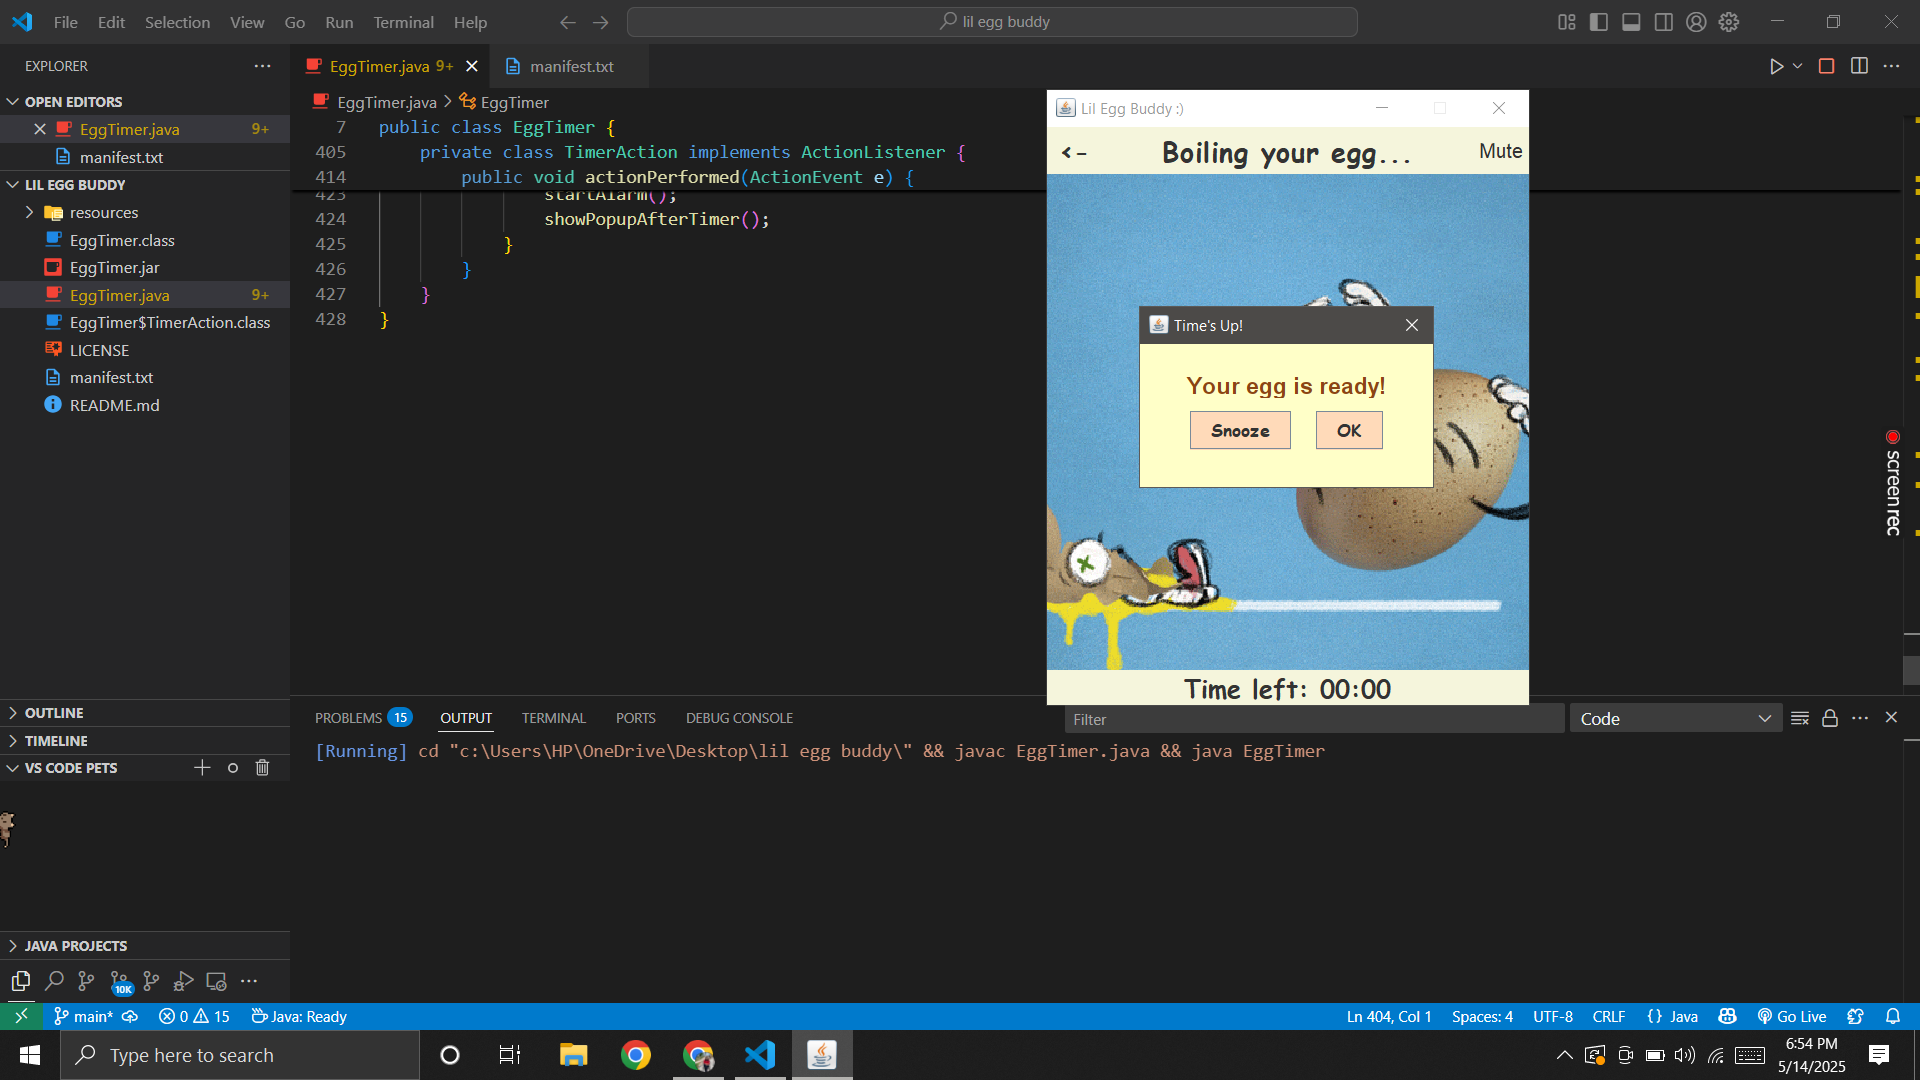 File Edit Selection View Go Run Terminal Help
lil egg buddy
EXPLORER
OPEN EDITORS
EggTimer.java 9+
manifest.txt
LIL EGG BUDDY
resources
EggTimer.class
EggTimer.jar
EggTimer.java 9+
EggTimer$TimerAction.class
LICENSE
manifest.txt
README.md
OUTLINE
TIMELINE
VS CODE PETS
JAVA PROJECTS
10K
EggTimer.java 9+
manifest.txt
EggTimer.java > EggTimer
7 public class EggTimer {
405 private class TimerAction implements ActionListener {
414 public void actionPerformed(ActionEvent e) {
423 startAlarm();
424 showPopupAfterTimer();
425 }
426 }
427 }
428 }
Lil Egg Buddy :)
<- Boiling your egg... Mute
Time's Up!
Your egg is ready!
Snooze OK
Time left: 00:00
screenrec
PROBLEMS 15 OUTPUT TERMINAL PORTS DEBUG CONSOLE
Filter
Code
[Running] cd "c:\Users\HP\OneDrive\Desktop\lil egg buddy\" && javac EggTimer.java && java EggTimer
main* 0 15 Java: Ready
Ln 404, Col 1 Spaces: 4 UTF-8 CRLF {} Java Go Live
Type here to search
6:54 PM
5/14/2025